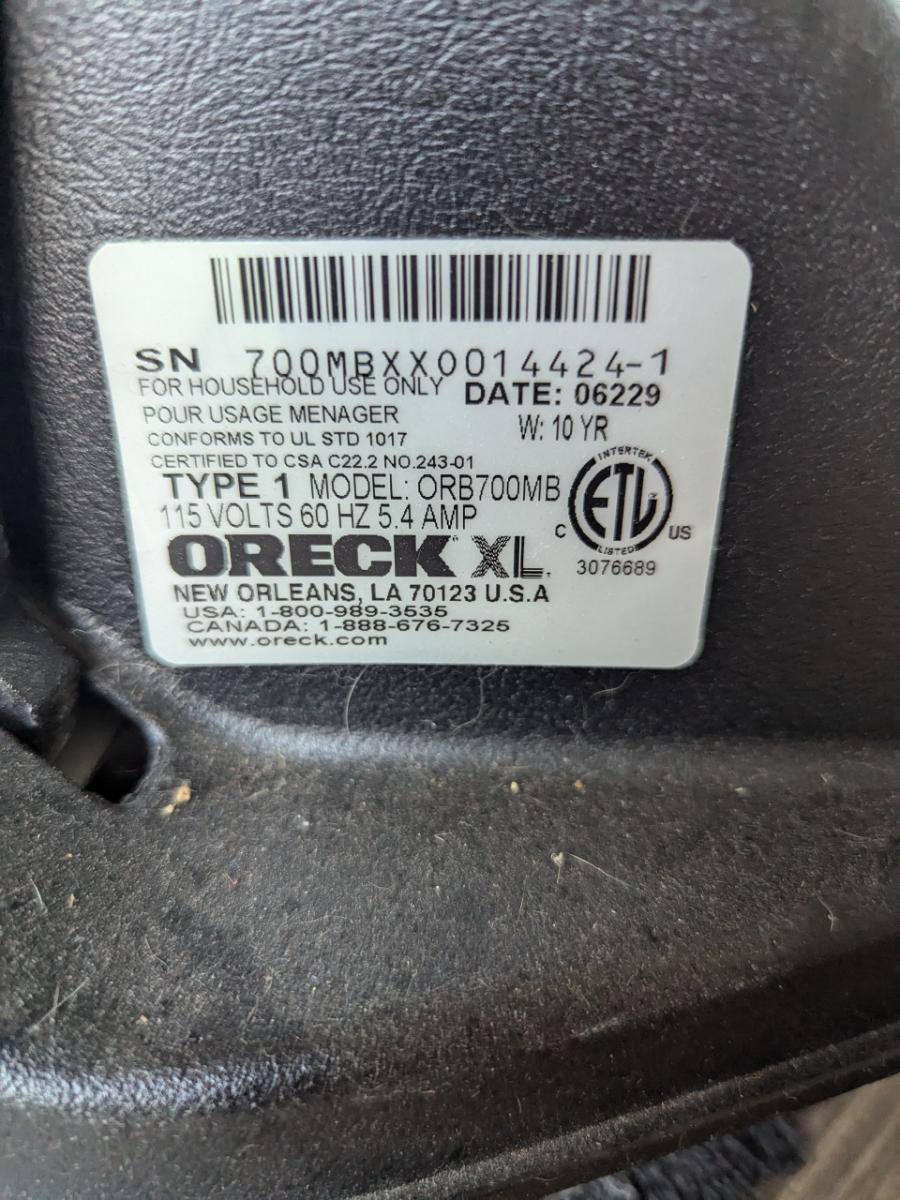 SN 700MBXX0014424-1
FOR HOUSEHOLD USE ONLY
DATE: 06229
POUR USAGE MENAGER
W: 10 YR
CONFORMS TO UL STD 1017
CERTIFIED TO CSA C22.2 NO.243-01
TYPE 1 MODEL: ORB700MB
115 VOLTS 60 HZ 5.4 AMP
INTERTEK
ETL
LISTED
C US
3076689
ORECK XL
NEW ORLEANS, LA 70123 U.S.A
USA: 1-800-989-3535
CANADA: 1-888-676-7325
www.oreck.com